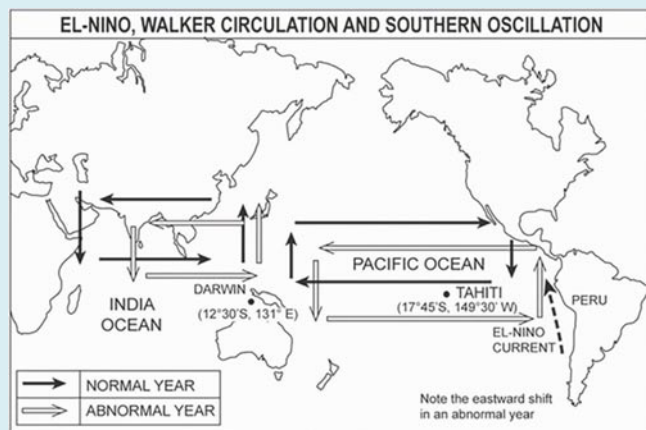 EL-NINO, WALKER CIRCULATION AND SOUTHERN OSCILLATION
PACIFIC OCEAN
DARWIN
(12°30'S, 131° E)
TAHITI
(17°45'S, 149°30' W)
PERU
INDIA
OCEAN
EL-NINO
CURRENT
NORMAL YEAR
ABNORMAL YEAR
Note the eastward shift
in an abnormal year